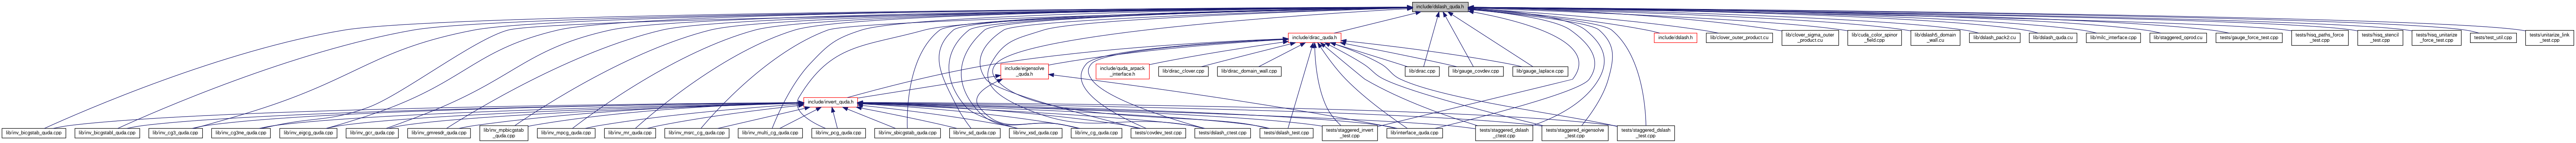 include/dslash_quda.h
include/dirac_quda.h
include/dslash.h
lib/clover_outer_product.cu
lib/clover_sigma_outer
_product.cu
lib/cuda_color_spinor
_field.cpp
lib/dslash5_domain
_wall.cu
lib/dslash_pack2.cu
lib/dslash_quda.cu
lib/milc_interface.cpp
lib/staggered_oprod.cu
tests/gauge_force_test.cpp
tests/hisq_paths_force
_test.cpp
tests/hisq_stencil
_test.cpp
tests/hisq_unitarize
_force_test.cpp
tests/test_util.cpp
tests/unitarize_link
_test.cpp
include/eigensolve
_quda.h
include/quda_arpack
_interface.h
lib/dirac_clover.cpp
lib/dirac_domain_wall.cpp
lib/dirac.cpp
lib/gauge_covdev.cpp
lib/gauge_laplace.cpp
include/invert_quda.h
lib/inv_bicgstab_quda.cpp
lib/inv_bicgstabl_quda.cpp
lib/inv_cg3_quda.cpp
lib/inv_cg3ne_quda.cpp
lib/inv_eigcg_quda.cpp
lib/inv_gcr_quda.cpp
lib/inv_gmresdr_quda.cpp
lib/inv_mpbicgstab
_quda.cpp
lib/inv_mpcg_quda.cpp
lib/inv_mr_quda.cpp
lib/inv_msrc_cg_quda.cpp
lib/inv_multi_cg_quda.cpp
lib/inv_pcg_quda.cpp
lib/inv_sbicgstab_quda.cpp
lib/inv_sd_quda.cpp
lib/inv_xsd_quda.cpp
lib/inv_cg_quda.cpp
tests/covdev_test.cpp
tests/dslash_ctest.cpp
tests/dslash_test.cpp
tests/staggered_invert
_test.cpp
lib/interface_quda.cpp
tests/staggered_dslash
_ctest.cpp
tests/staggered_eigensolve
_test.cpp
tests/staggered_dslash
_test.cpp